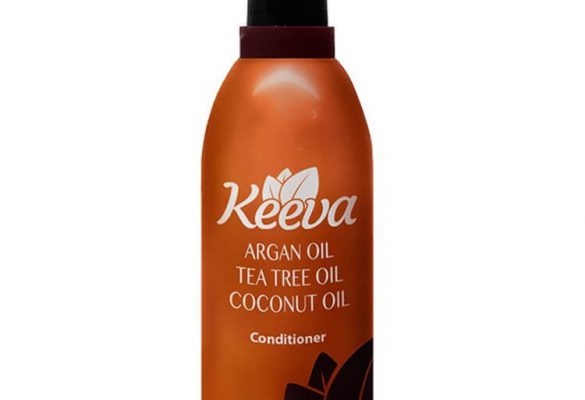 Keeva
ARGAN OIL
TEA TREE OIL
COCONUT OIL
Conditioner